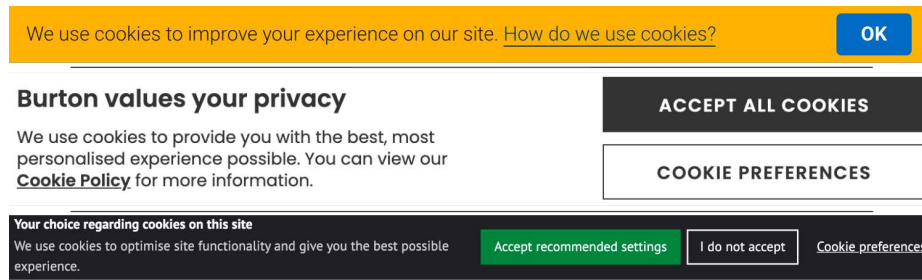 We use cookies to improve your experience on our site. How do we use cookies?
OK
Burton values your privacy
We use cookies to provide you with the best, most
personalised experience possible. You can view our
Cookie Policy for more information.
ACCEPT ALL COOKIES
COOKIE PREFERENCES
Your choice regarding cookies on this site
We use cookies to optimise site functionality and give you the best possible
experience.
Accept recommended settings
I do not accept
Cookie preferences